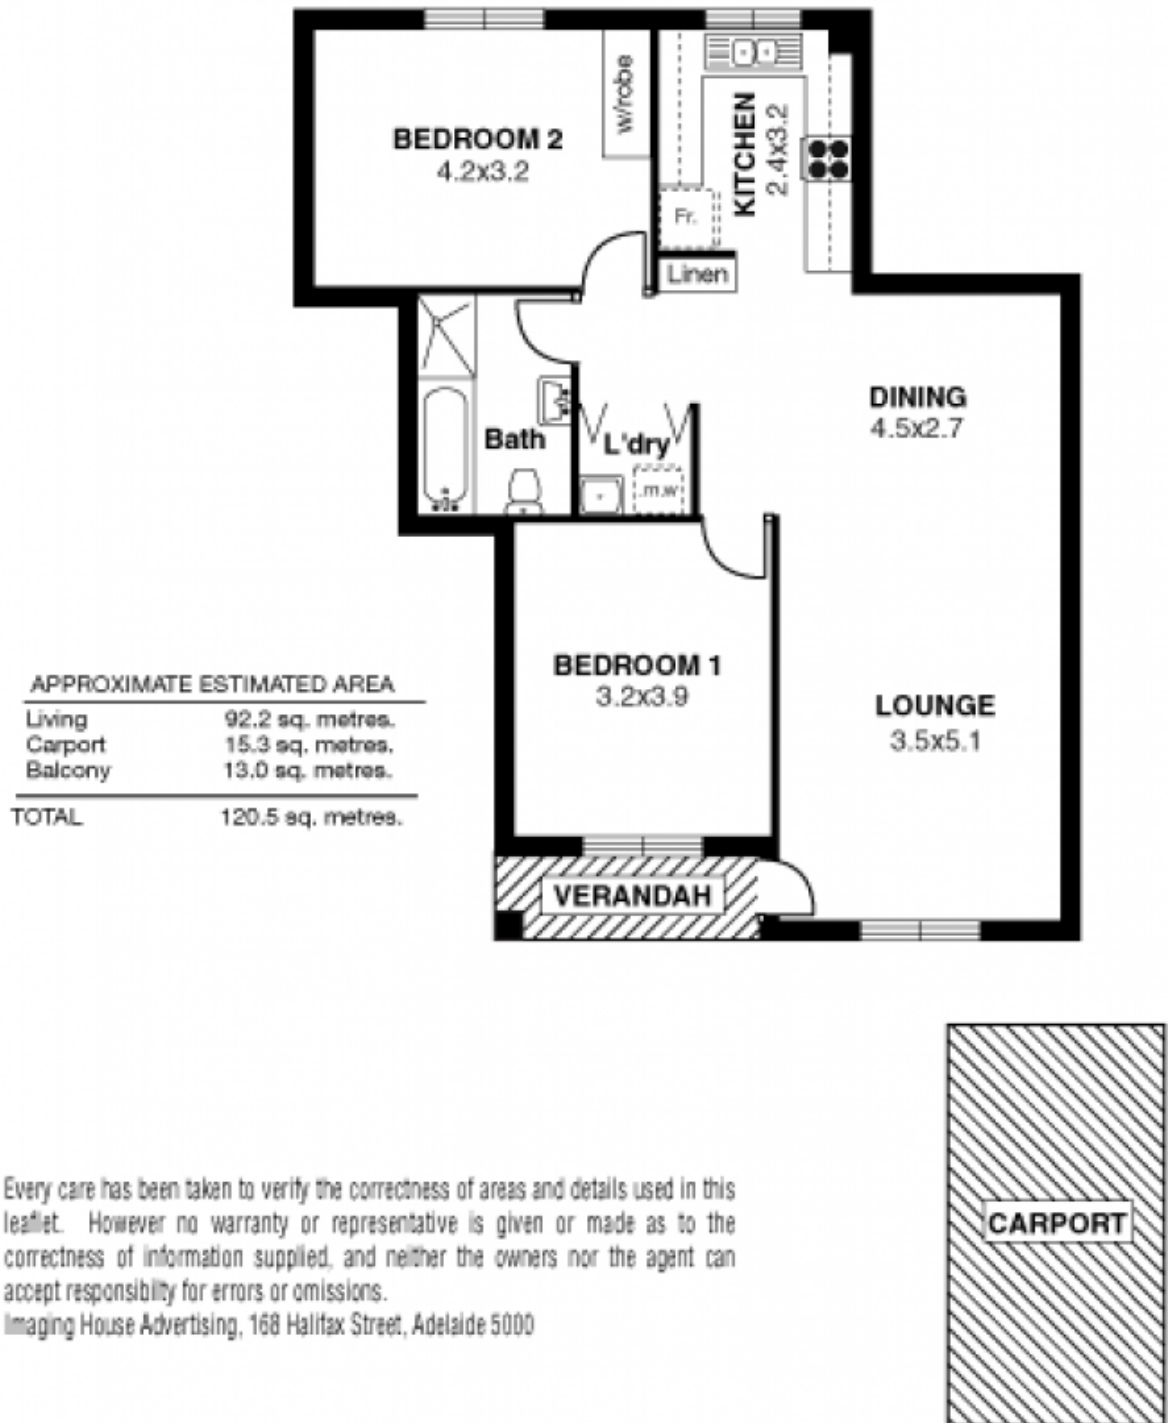 BEDROOM 2
4.2x3.2
w/robe
KITCHEN
2.4x3.2
Fr.
Linen
DINING
4.5x2.7
Bath
L'dry
.m.w
BEDROOM 1
3.2x3.9
LOUNGE
3.5x5.1
APPROXIMATE ESTIMATED AREA
Living 92.2 sq. metres.
Carport 15.3 sq. metres.
Balcony 13.0 sq. metres.
TOTAL 120.5 sq. metres.
VERANDAH
CARPORT
Every care has been taken to verify the correctness of areas and details used in this
leaflet. However no warranty or representative is given or made as to the
correctness of information supplied, and neither the owners nor the agent can
accept responsibilty for errors or omissions.
Imaging House Advertising, 168 Halifax Street, Adelaide 5000